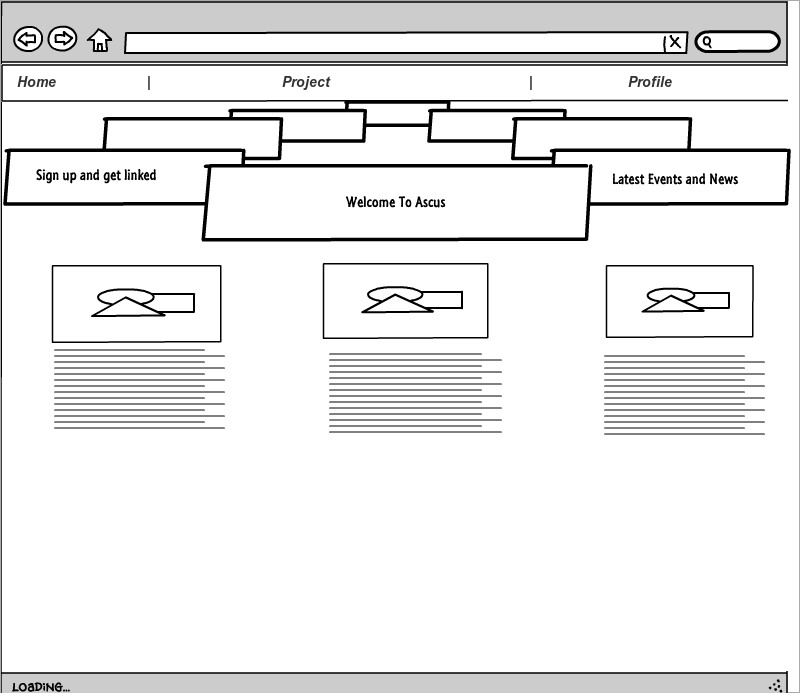 Home | Project | Profile
Sign up and get linked
Welcome To Ascus
Latest Events and News
LOADING...